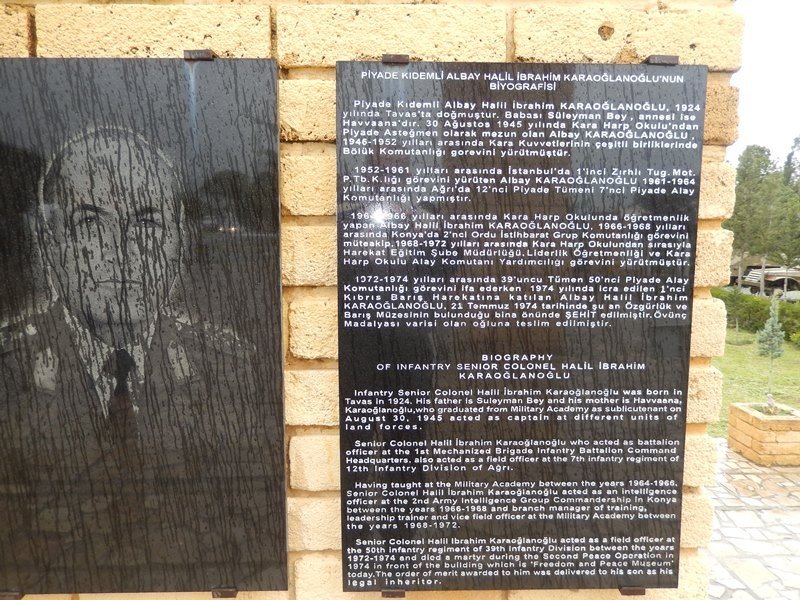 PİYADE KIDEMLİ ALBAY HALİL İBRAHİM KARAOĞLANOĞLU'NUN
BİYOGRAFİSİ
Piyade Kıdemli Albay Halil İbrahim KARAOĞLANOĞLU, 1924
yılında Tavas'ta doğmuştur. Babası Süleyman Bey, annesi ise
Havvaana'dır. 30 Ağustos 1945 yılında Kara Harp Okulu'ndan
Piyade Asteğmen olarak mezun olan Albay KARAOĞLANOĞLU,
1946-1952 yılları arasında Kara Kuvvetlerinin çeşitli birliklerinde
Bölük Komutanlığı gorevini yürütmüştür.
1952-1961 yılları arasında İstanbul'da 1'inci Zırhlı Tug. Mot.
P.Tb.K.lığı görevini yürüten Albay KARAOĞLANOĞLU 1961-1964
yılları arasında Ağrı'da 12'nci Piyade Tümeni 7'nci Piyade Alay
Komutanlığı yapmıştır.
1964-1966 yılları arasında Kara Harp Okulunda öğretmenlik
yapan Albay Halil İbrahim KARAOĞLANOĞLU, 1966-1968 yılları
arasında Konya'da 2'nci Ordu İstihbarat Grup Komutanlığı görevini
müteakip.1968-1972 yılları arasında Kara Harp Okulundan sırasıyla
Harekat Eğitim Şube Müdürlüğü.Liderlik Öğretmenliği ve Kara
Harp Okulu Alay Komutanı Yardımcılığı görevini yürütmüştür.
1972-1974 yılları arasında 39'uncu Tümen 50'nci Piyade Alay
Komutanlığı görevini ifa ederken 1974 yılında icra edilen 1'nci
Kıbrıs Barış Harekatına katılan Albay Halil İbrahim
KARAOĞLANOĞLU, 21 Temmuz 1974 tarihinde şu an Özgürlük ve
Barış Müzesinin bulunduğu bina önünde ŞEHİT edilmiştir. Övünç
Madalyası varisi olan oğluna teslim edilmiştir.
BIOGRAPHY
OF INFANTRY SENIOR COLONEL HALİL İBRAHİM
KARAOĞLANOĞLU
Infantry Senior Colonel Halil İbrahim Karaoğlanoğlu was born in
Tavas in 1924. His father is Suleyman Bey and his mother is Havvaana,
Karaoğlanoğlu,who graduated from Military Academy as sublicutenant on
August 30, 1945 acted as captain at different units of
land forces.
Senior Colonel Halil İbrahim Karaoğlanoğlu who acted as battalion
officer at the 1st Mechanized Brigade Infantry Battalion Command
Headquarters, also acted as a field officer at the 7th infantry regiment of
12th Infantry Division of Ağrı.
Having taught at the Military Academy between the years 1964-1966,
Senior Colonel Halil İbrahim Karaoğlanoğlu acted as an intelligence
officer at the 2nd Army Intelligence Group Commandership in Konya
between the years 1966-1968 and branch manager of training,
leadership trainer and vice field officer at the Military Academy between
the years 1968-1972.
Senior Colonel Halil İbrahim Karaoğlanoğlu acted as a field officer at
the 50th infantry regiment of 39th Infantry Division between the years
1972-1974 and died a martyr during the Second Peace Operation in
1974 in front of the building which is 'Freedom and Peace Museum'
today.The order of merit awarded to him was delivered to his son as his
legal inheritor.